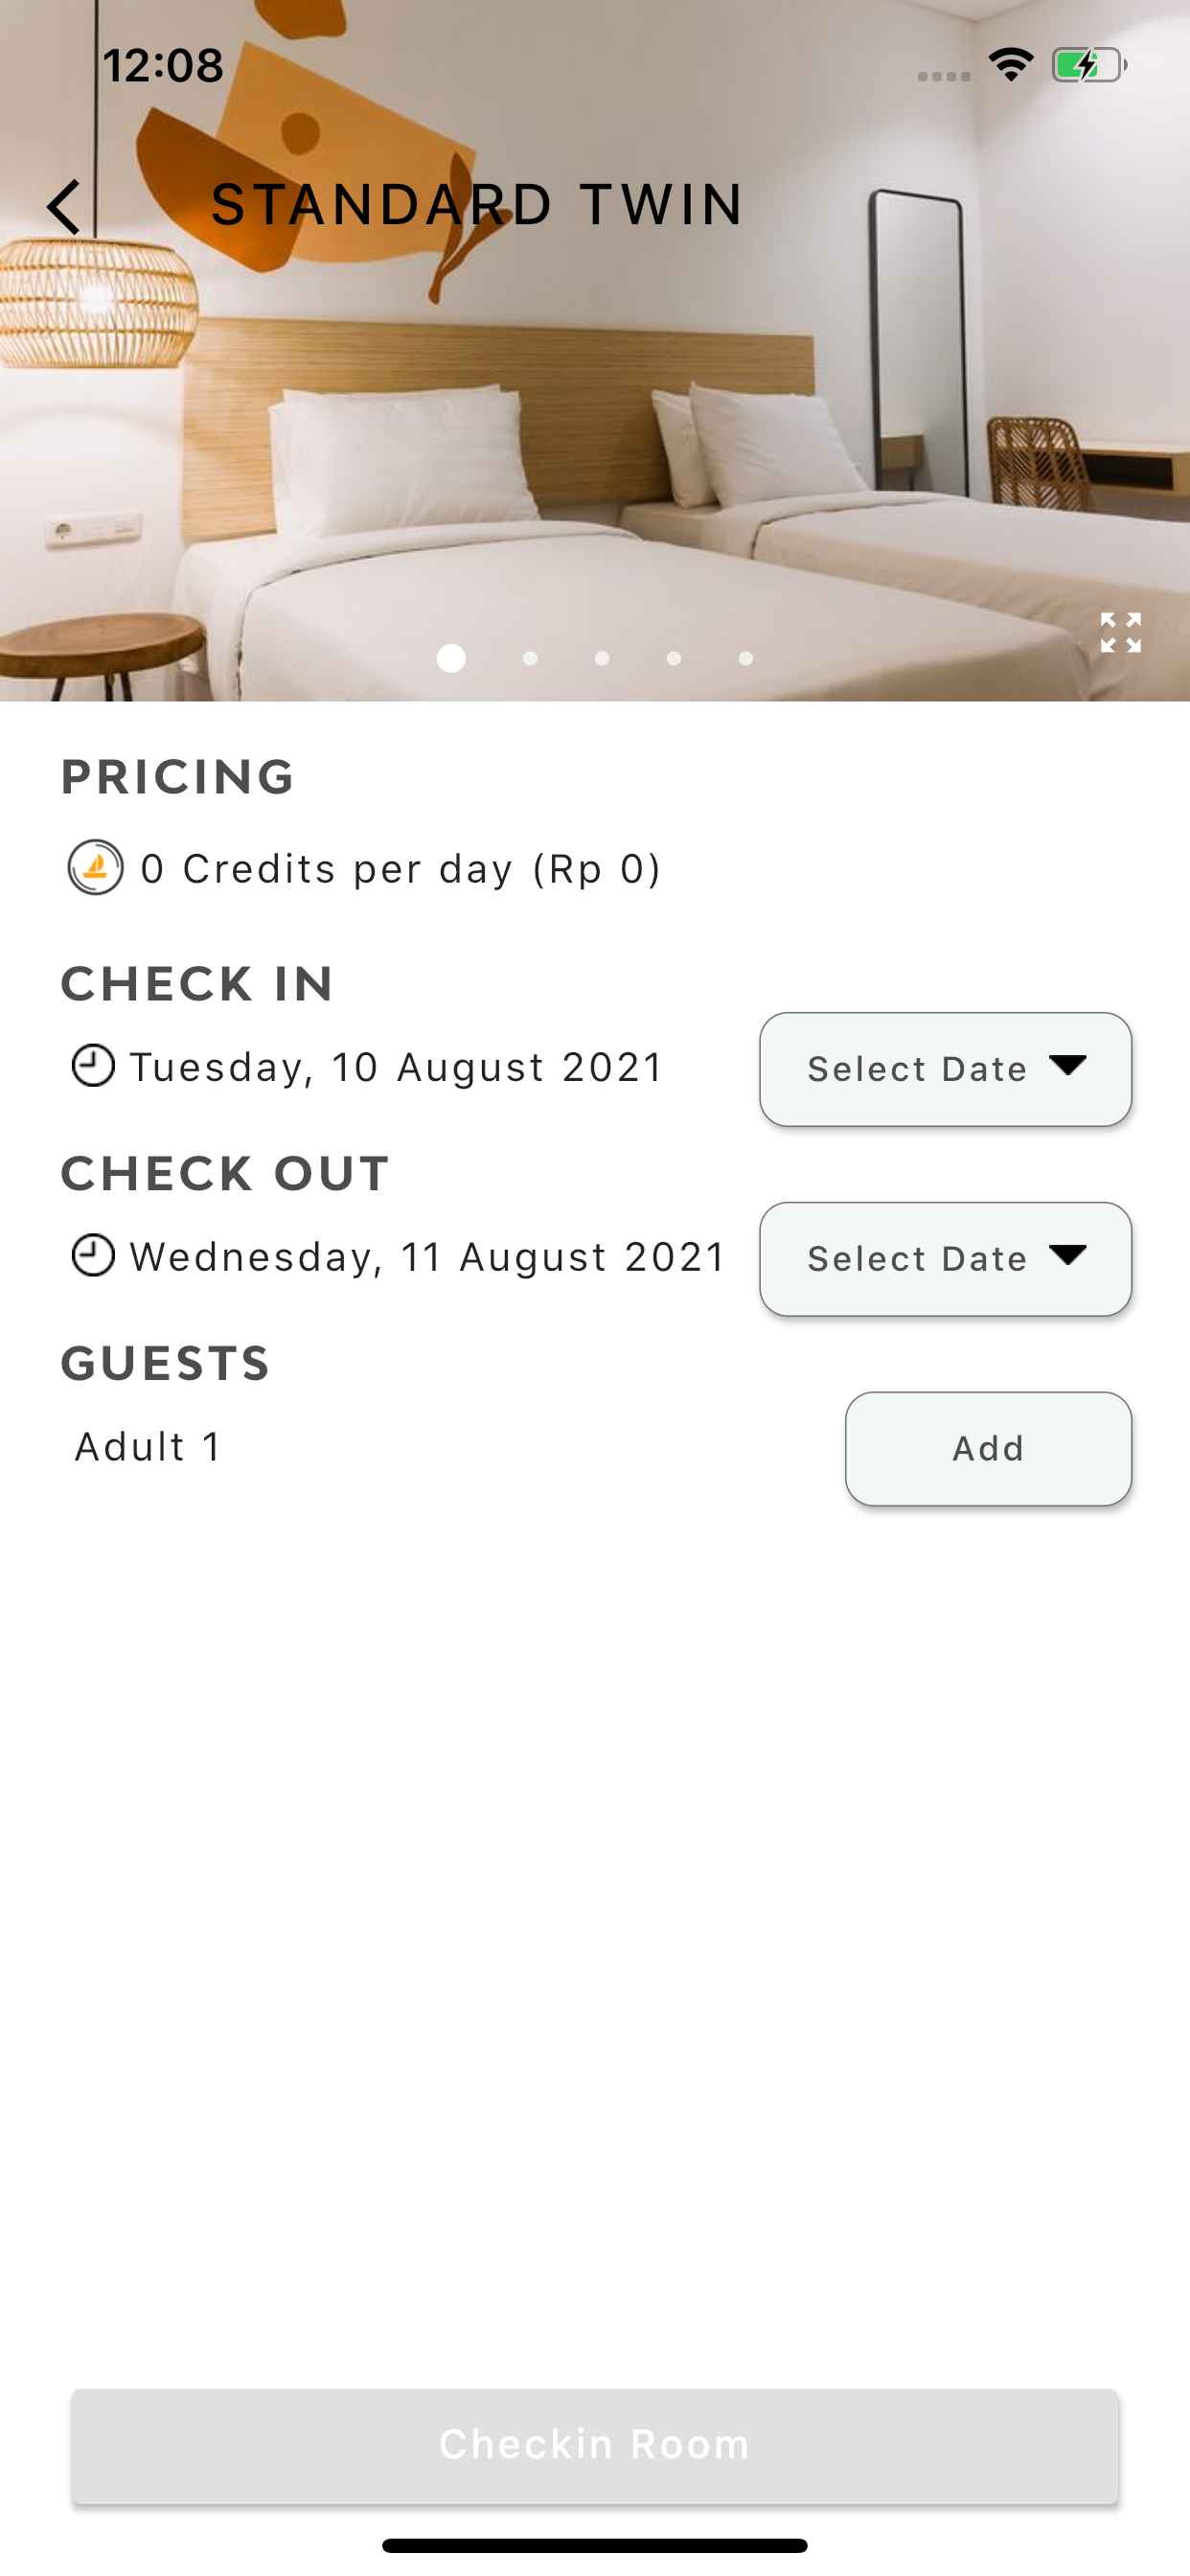 12:08
STANDARD TWIN
PRICING
0 Credits per day (Rp 0)
CHECK IN
Tuesday, 10 August 2021
Select Date
CHECK OUT
Wednesday, 11 August 2021
Select Date
GUESTS
Adult 1
Add
Checkin Room